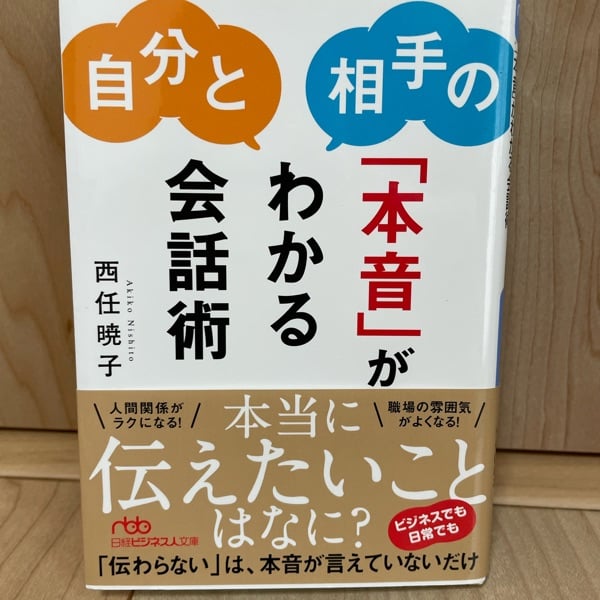 自分と
相手の
「本音」が
わかる
会話術
西任暁子
Akiko Nishito
人間関係が
ラクになる!
職場の雰囲気
がよくなる!
本当に
伝えたいこと
はなに?
ビジネスでも
日常でも
nbb
日経ビジネス人文庫
「伝わらない」は、本音が言えていないだけ